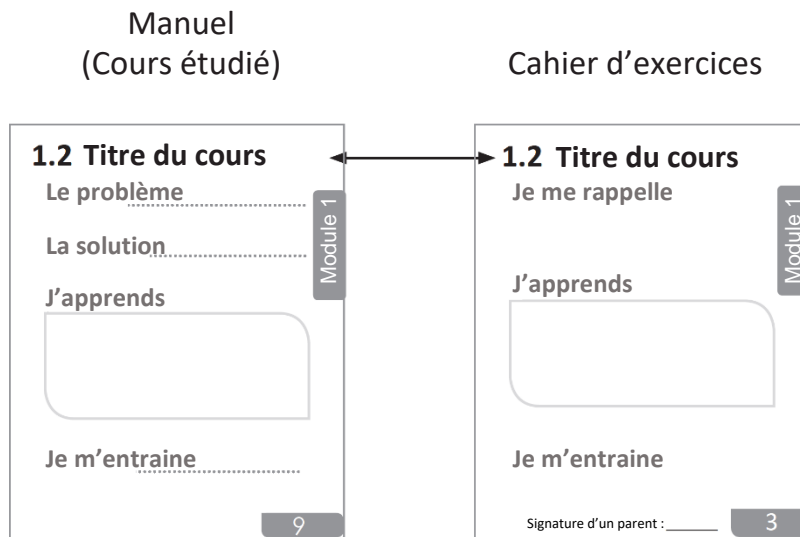 Manuel
(Cours étudié)
1.2 Titre du cours
Le problème
La solution
J’apprends
Je m’entraine
Module 1
9
Cahier d’exercices
1.2 Titre du cours
Je me rappelle
J’apprends
Je m’entraine
Module 1
Signature d’un parent :_______
3